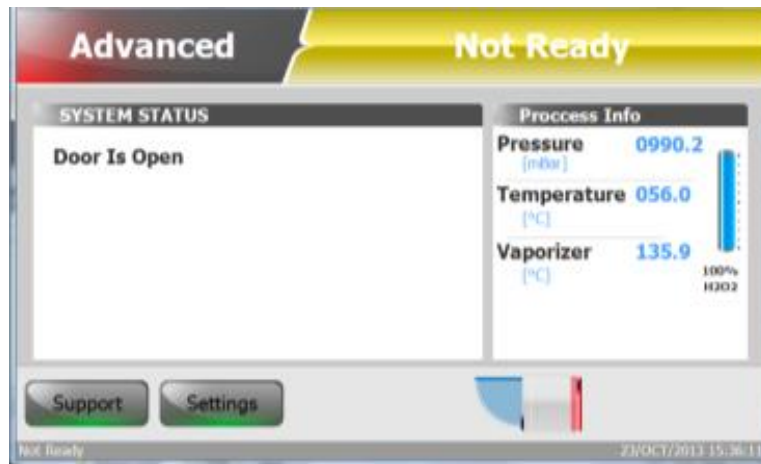 Advanced
Not Ready
SYSTEM STATUS
Door Is Open
Proccess Info
Pressure 0990.2
[mBar]
Temperature 056.0
[°C]
Vaporizer 135.9
[°C]
100%
H2O2
Support
Settings
Not Ready
23/OCT/2013 15:36:11